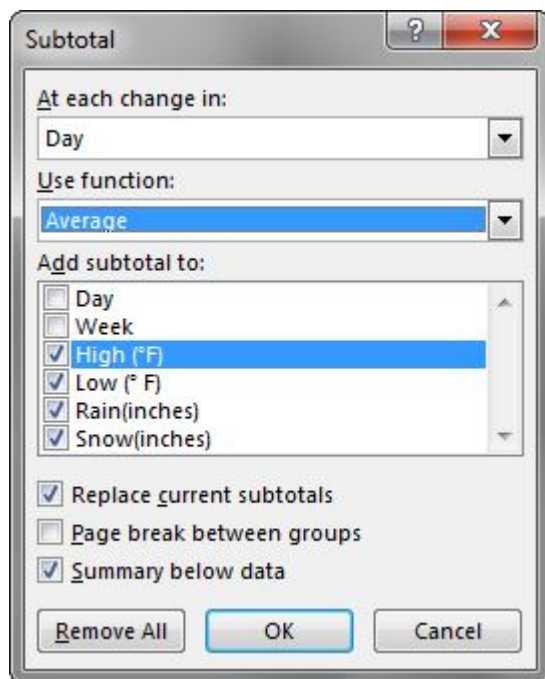 Subtotal
?
X
At each change in:
Day
Use function:
Average
Add subtotal to:
Day
Week
High (°F)
Low (° F)
Rain(inches)
Snow(inches)
Replace current subtotals
Page break between groups
Summary below data
Remove All
OK
Cancel